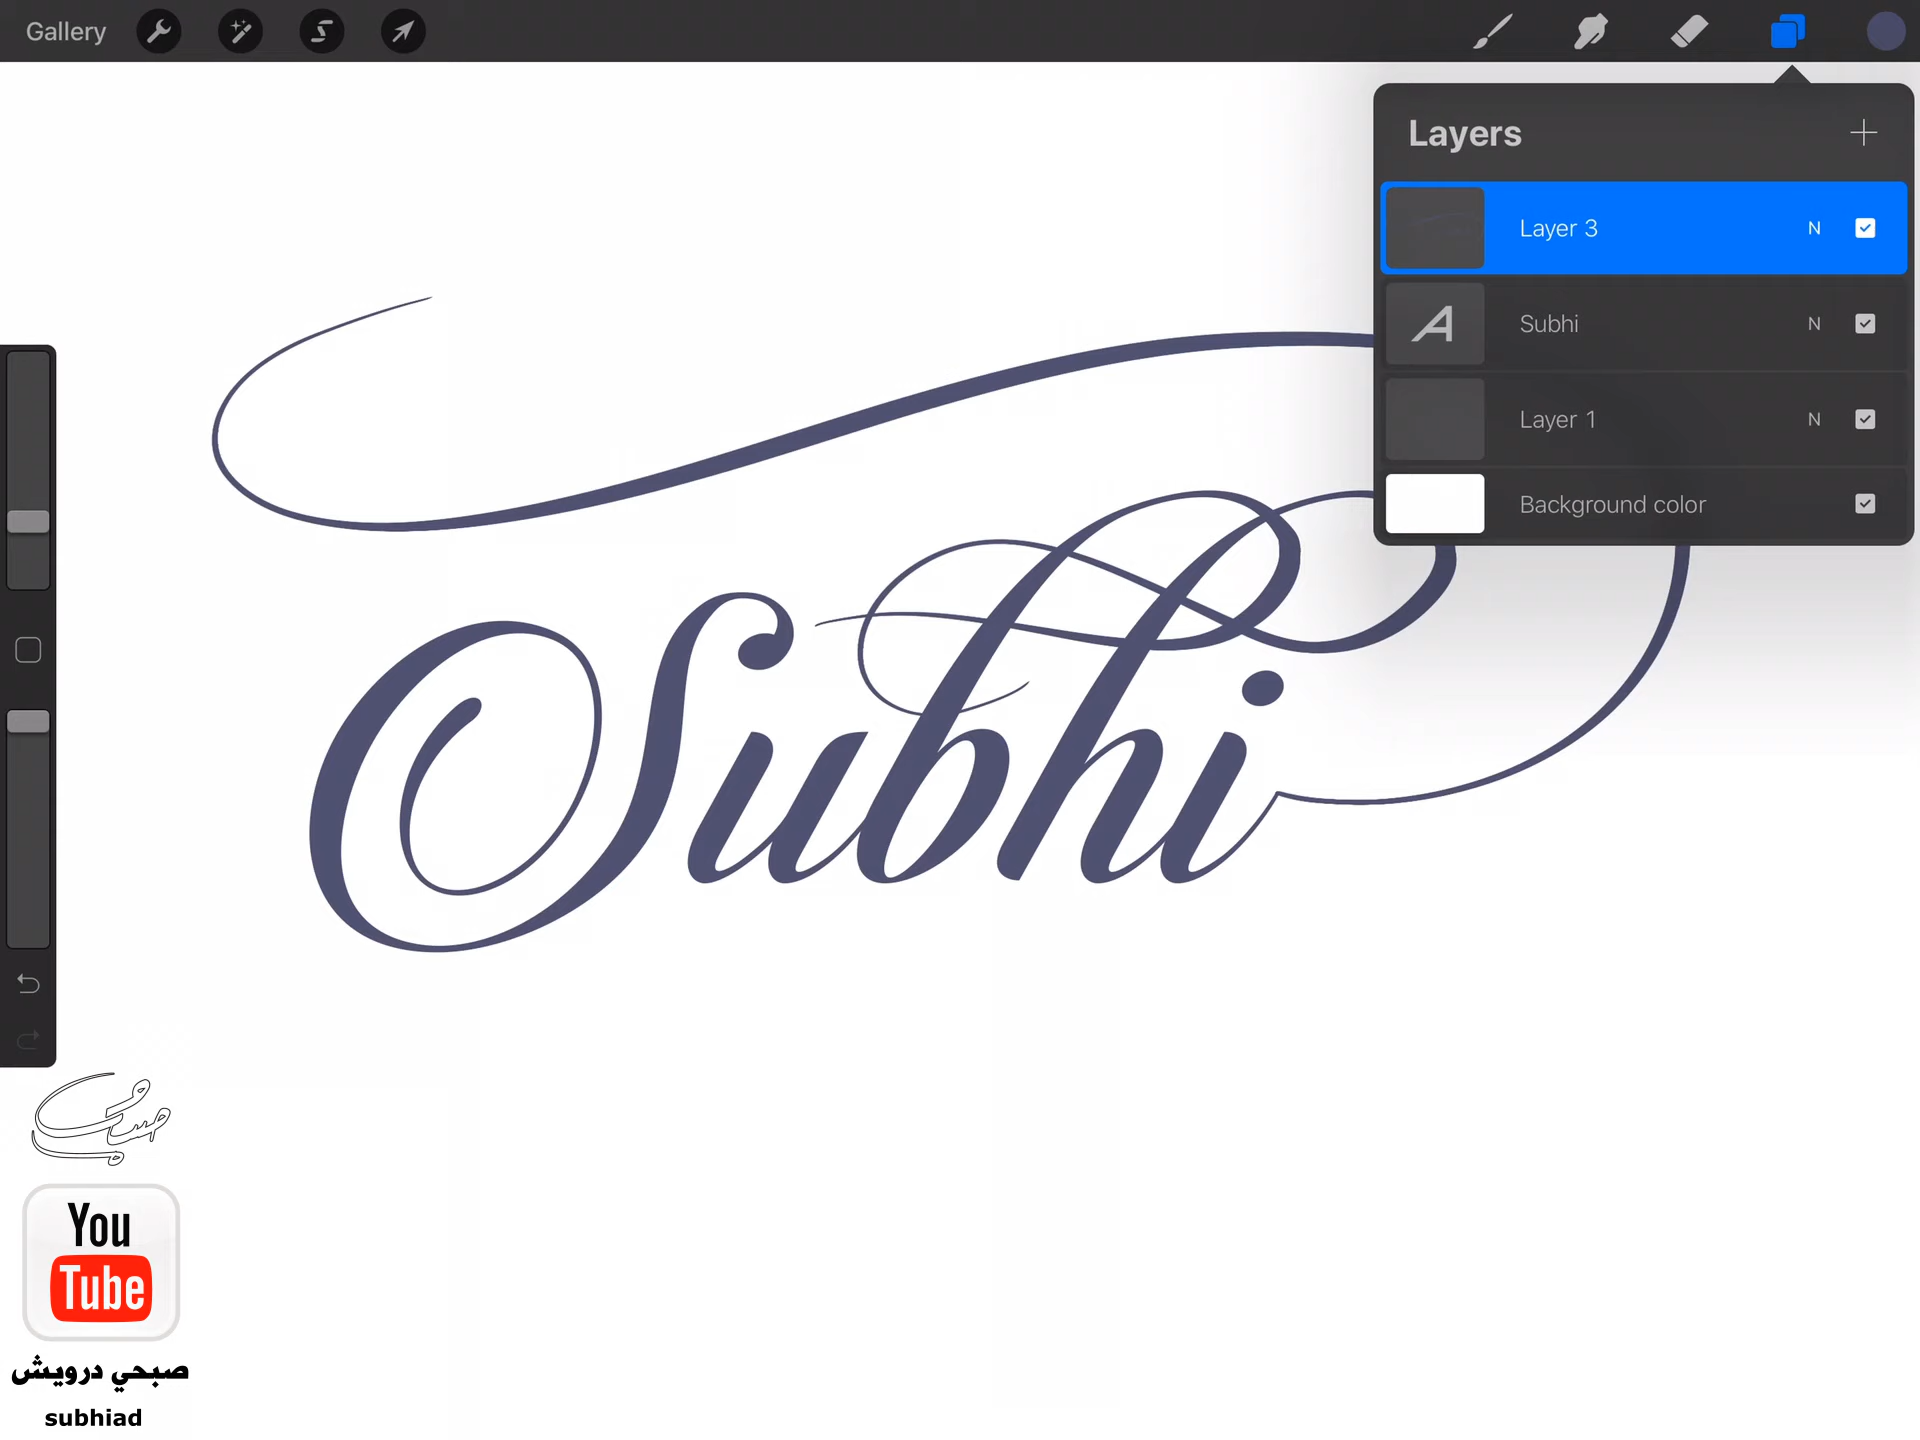 Gallery
Layers
Layer 3 N
A Subhi N
Layer 1 N
Background color
Subhi
You
Tube
صبحي درويش
subhiad